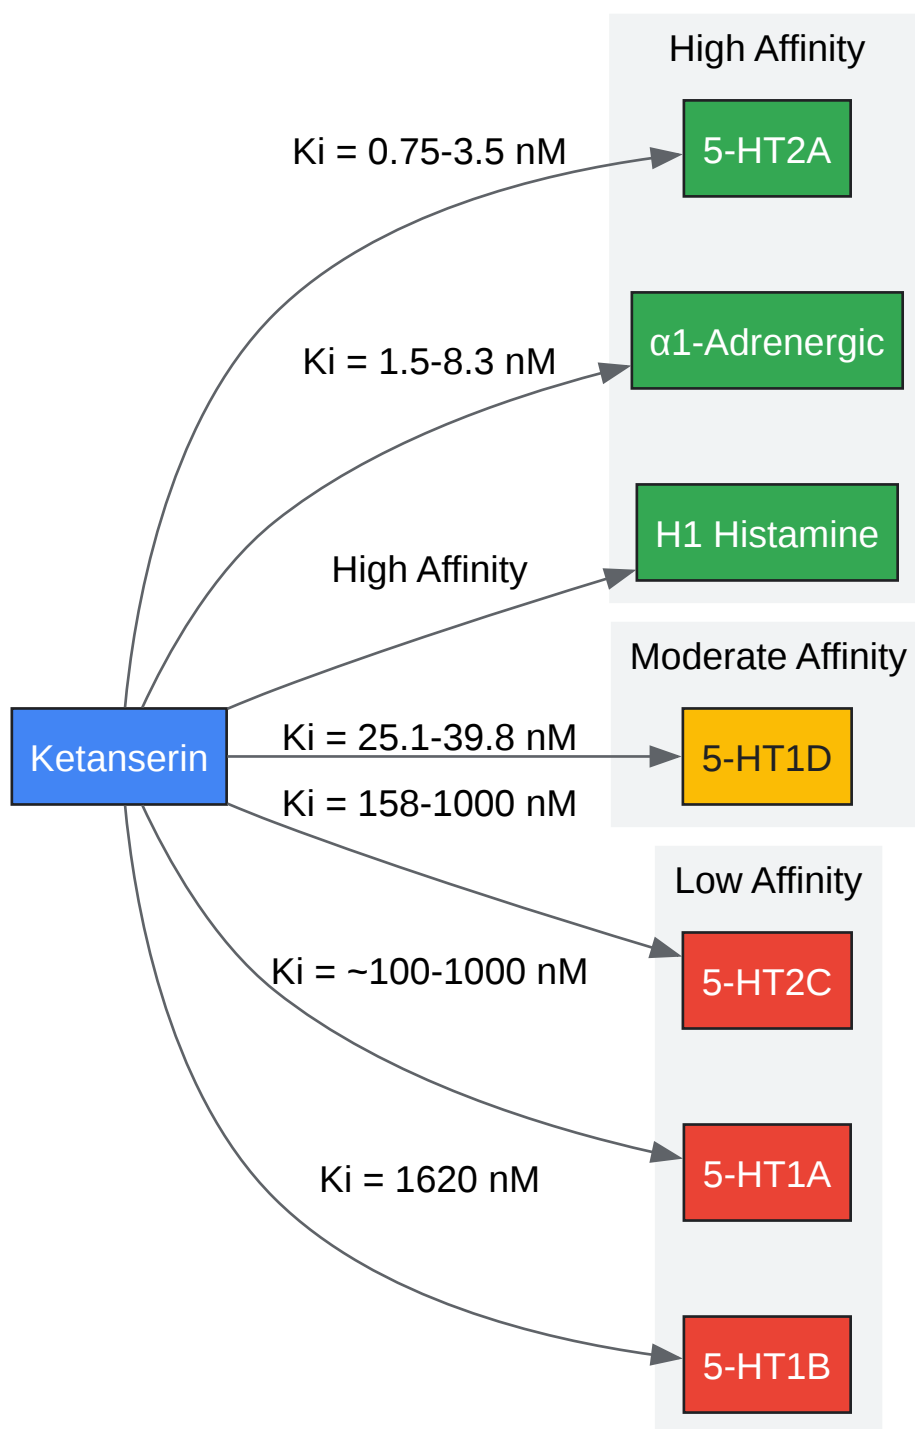 High Affinity
Ki = 0.75-3.5 nM
5-HT2A
Ki = 1.5-8.3 nM
α1-Adrenergic
High Affinity
H1 Histamine
Moderate Affinity
Ketanserin
Ki = 25.1-39.8 nM
5-HT1D
Ki = 158-1000 nM
Low Affinity
5-HT2C
Ki = ~100-1000 nM
5-HT1A
Ki = 1620 nM
5-HT1B